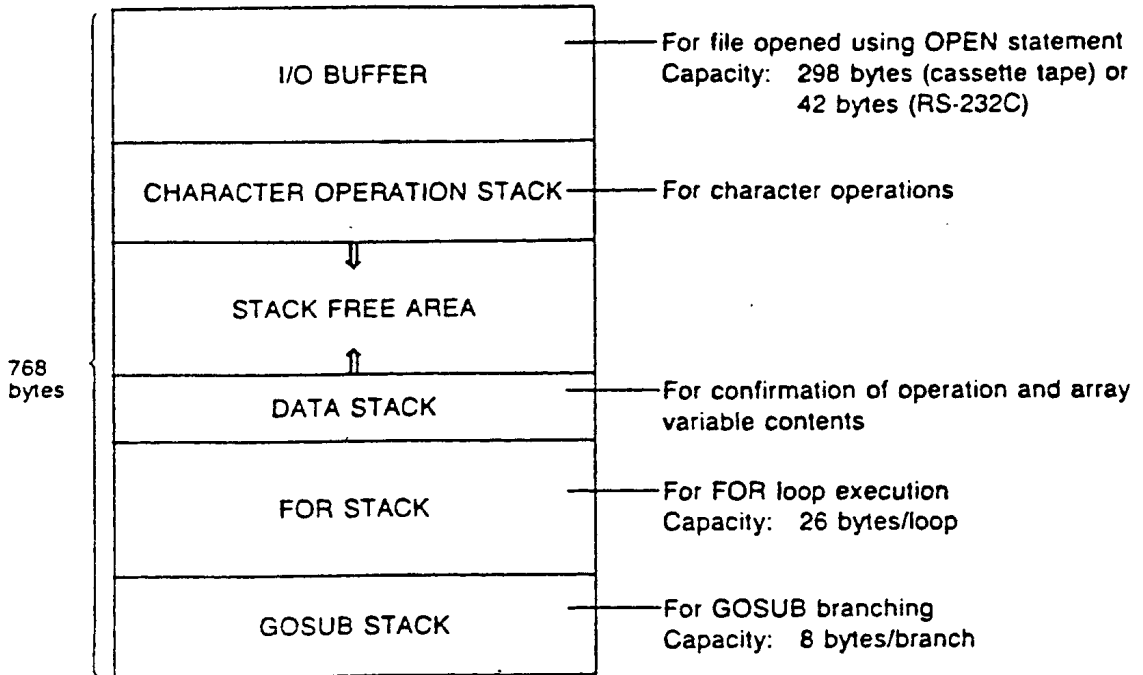 I/O BUFFER
For file opened using OPEN statement
Capacity: 298 bytes (cassette tape) or
42 bytes (RS-232C)
CHARACTER OPERATION STACK
For character operations
⇓
STACK FREE AREA
⇑
768
bytes
DATA STACK
For confirmation of operation and array
variable contents
FOR STACK
For FOR loop execution
Capacity: 26 bytes/loop
GOSUB STACK
For GOSUB branching
Capacity: 8 bytes/branch